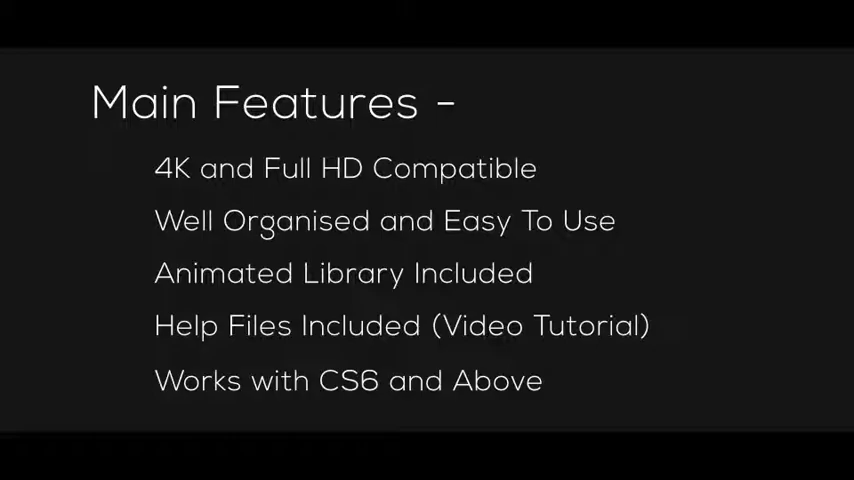 Main Features -
4K and Full HD Compatible
Well Organised and Easy To Use
Animated Library Included
Help Files Included (Video Tutorial)
Works with CS6 and Above